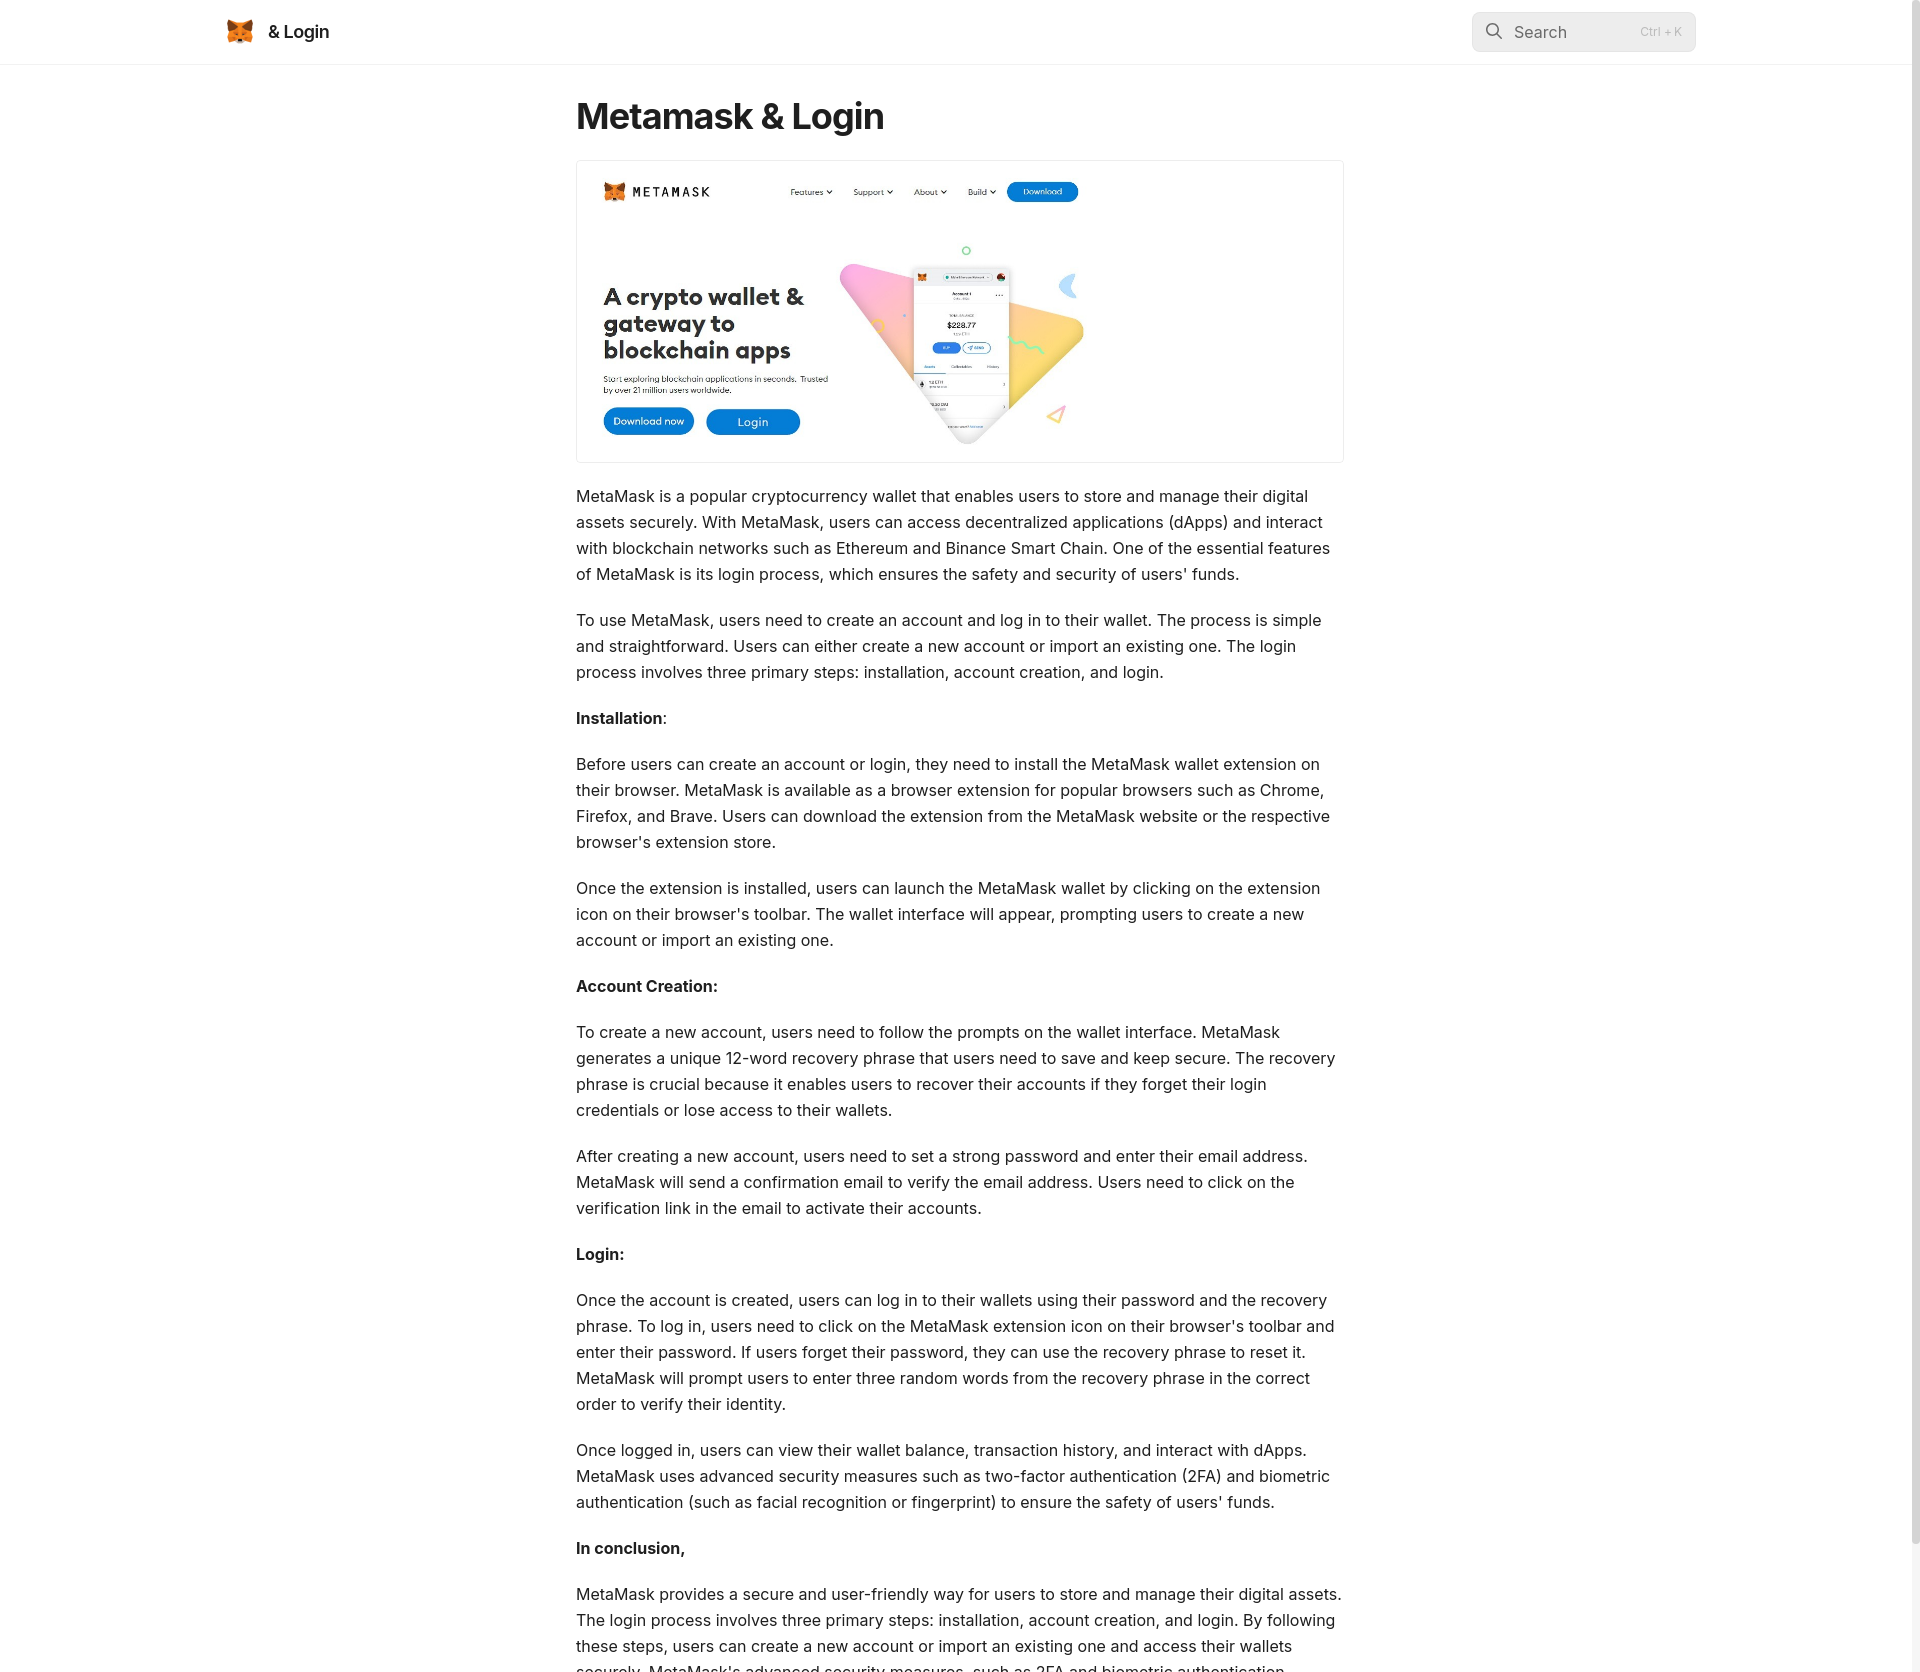 & Login
Search
Ctrl + K
Metamask & Login
METAMASK
Features
Support
About
Build
Download
A crypto wallet &
gateway to
blockchain apps
Start exploring blockchain applications in seconds. Trusted
by over 21 million users worldwide.
Download now
Login
Account 1
$228.77
BUY
SEND
Assets
Collectibles
History
MetaMask is a popular cryptocurrency wallet that enables users to store and manage their digital
assets securely. With MetaMask, users can access decentralized applications (dApps) and interact
with blockchain networks such as Ethereum and Binance Smart Chain. One of the essential features
of MetaMask is its login process, which ensures the safety and security of users' funds.
To use MetaMask, users need to create an account and log in to their wallet. The process is simple
and straightforward. Users can either create a new account or import an existing one. The login
process involves three primary steps: installation, account creation, and login.
Installation:
Before users can create an account or login, they need to install the MetaMask wallet extension on
their browser. MetaMask is available as a browser extension for popular browsers such as Chrome,
Firefox, and Brave. Users can download the extension from the MetaMask website or the respective
browser's extension store.
Once the extension is installed, users can launch the MetaMask wallet by clicking on the extension
icon on their browser's toolbar. The wallet interface will appear, prompting users to create a new
account or import an existing one.
Account Creation:
To create a new account, users need to follow the prompts on the wallet interface. MetaMask
generates a unique 12-word recovery phrase that users need to save and keep secure. The recovery
phrase is crucial because it enables users to recover their accounts if they forget their login
credentials or lose access to their wallets.
After creating a new account, users need to set a strong password and enter their email address.
MetaMask will send a confirmation email to verify the email address. Users need to click on the
verification link in the email to activate their accounts.
Login:
Once the account is created, users can log in to their wallets using their password and the recovery
phrase. To log in, users need to click on the MetaMask extension icon on their browser's toolbar and
enter their password. If users forget their password, they can use the recovery phrase to reset it.
MetaMask will prompt users to enter three random words from the recovery phrase in the correct
order to verify their identity.
Once logged in, users can view their wallet balance, transaction history, and interact with dApps.
MetaMask uses advanced security measures such as two-factor authentication (2FA) and biometric
authentication (such as facial recognition or fingerprint) to ensure the safety of users' funds.
In conclusion,
MetaMask provides a secure and user-friendly way for users to store and manage their digital assets.
The login process involves three primary steps: installation, account creation, and login. By following
these steps, users can create a new account or import an existing one and access their wallets
securely. MetaMask's advanced security measures, such as 2FA and biometric authentication,